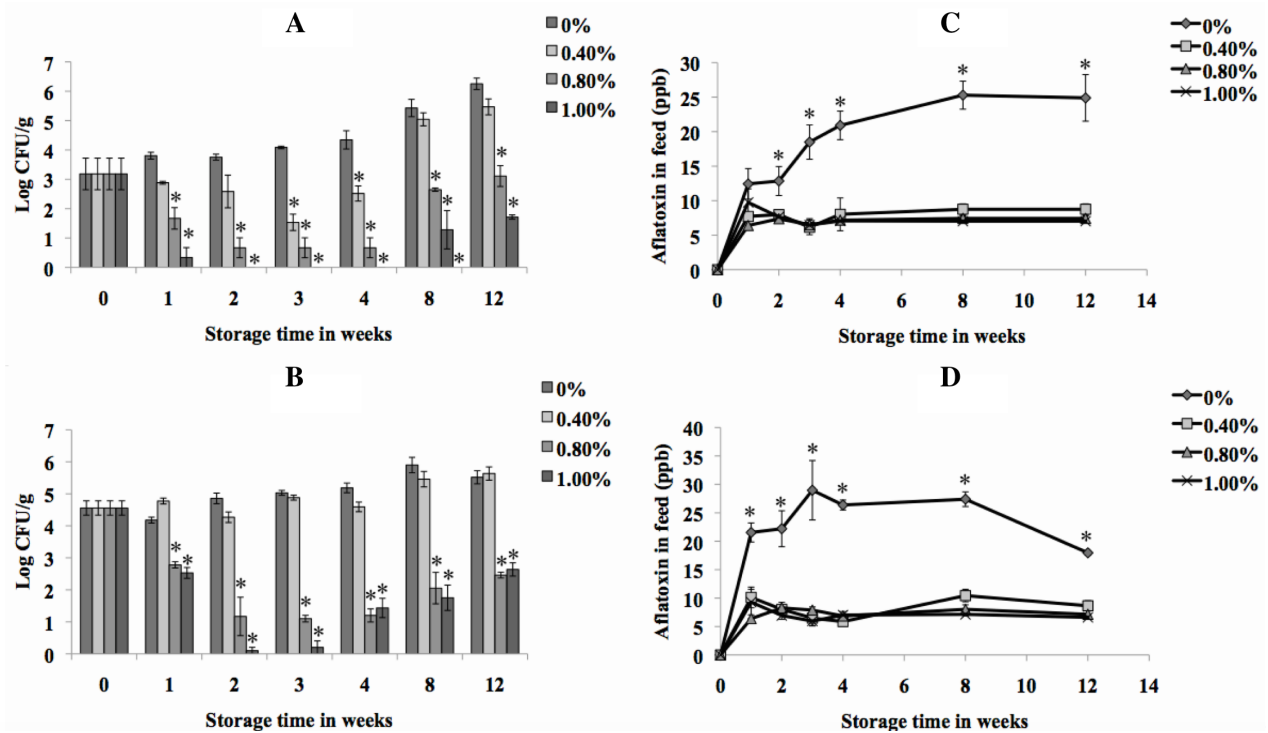 A
0%
0.40%
0.80%
1.00%
Log CFU/g
7
6
5
4
3
2
1
0
* * * * * * * * * * * * * *
0 1 2 3 4 8 12
Storage time in weeks
C
0%
0.40%
0.80%
1.00%
Aflatoxin in feed (ppb)
30
25
20
15
10
5
0
* * * * *
0 2 4 6 8 10 12 14
Storage time in weeks
B
0%
0.40%
0.80%
1.00%
Log CFU/g
7
6
5
4
3
2
1
0
* * * * * * * * * * * *
0 1 2 3 4 8 12
Storage time in weeks
D
0%
0.40%
0.80%
1.00%
Aflatoxin in feed (ppb)
40
35
30
25
20
15
10
5
0
* * * * * *
0 2 4 6 8 10 12 14
Storage time in weeks